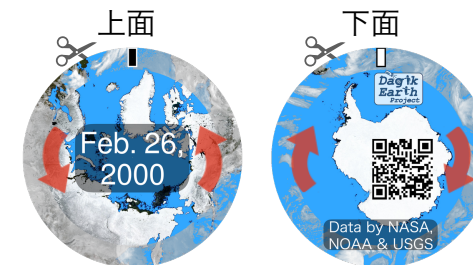 上面
下面
Feb. 26,
2000
Dagik
Earth
Project
Data by NASA,
NOAA & USGS